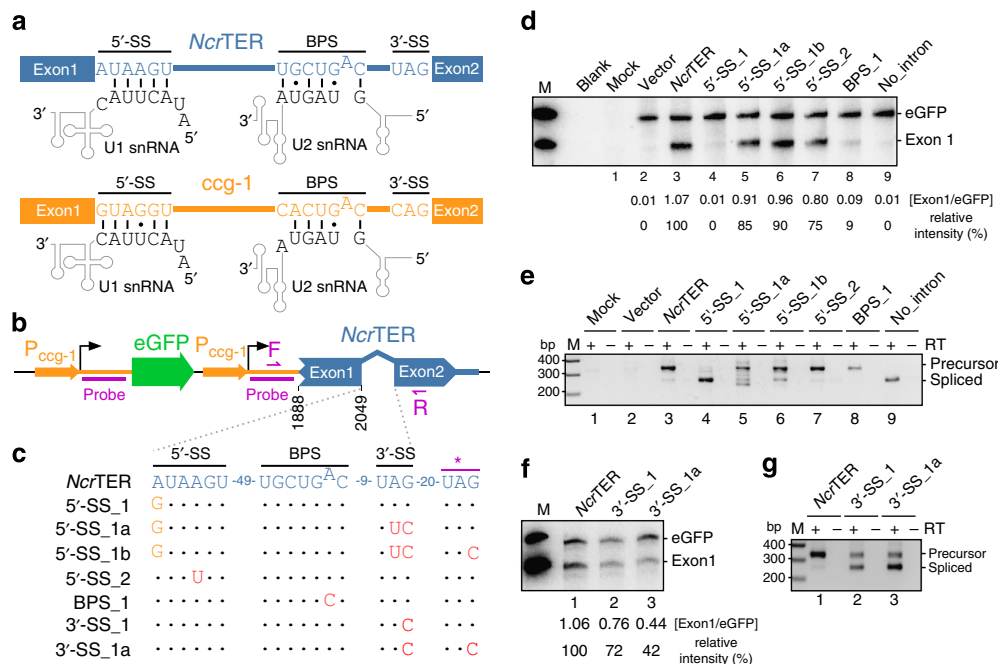 a
5′-SS NcrTER BPS 3′-SS
Exon1 AUAAGU UGCUGAC UAG Exon2
3′ CAUUCAUA 5′ 3′ AUGAU G 5′
U1 snRNA U2 snRNA
5′-SS ccg-1 BPS 3′-SS
Exon1 GUAGGU CACUGAC CAG Exon2
3′ CAUUCAUA 5′ 3′ AUGAU G 5′
U1 snRNA U2 snRNA
b
Pccg-1 eGFP Pccg-1 F NcrTER
Exon1 Exon2
Probe Probe R
1888 2049
c
5′-SS BPS 3′-SS *
NcrTER AUAAGU -49- UGCUGAC -9- UAG -20- UAG
5′-SS_1 G
5′-SS_1a G UC
5′-SS_1b G UC C
5′-SS_2 U
BPS_1 C
3′-SS_1 C
3′-SS_1a C C
d
M Blank Mock Vector NcrTER 5′-SS_1 5′-SS_1a 5′-SS_1b 5′-SS_2 BPS_1 No_intron
eGFP
Exon 1
1 2 3 4 5 6 7 8 9
0.01 1.07 0.01 0.91 0.96 0.80 0.09 0.01 [Exon1/eGFP]
0 100 0 85 90 75 9 0 relative intensity (%)
e
Mock Vector NcrTER 5′-SS_1 5′-SS_1a 5′-SS_1b 5′-SS_2 BPS_1 No_intron
bp M + − + − + − + − + − + − + − + − + − RT
400 Precursor
300 Spliced
200
1 2 3 4 5 6 7 8 9
f
M NcrTER 3′-SS_1 3′-SS_1a
eGFP
Exon1
1 2 3
1.06 0.76 0.44 [Exon1/eGFP]
100 72 42 relative intensity (%)
g
NcrTER 3′-SS_1 3′-SS_1a
bp M + − + − + − RT
400 Precursor
300 Spliced
200
1 2 3